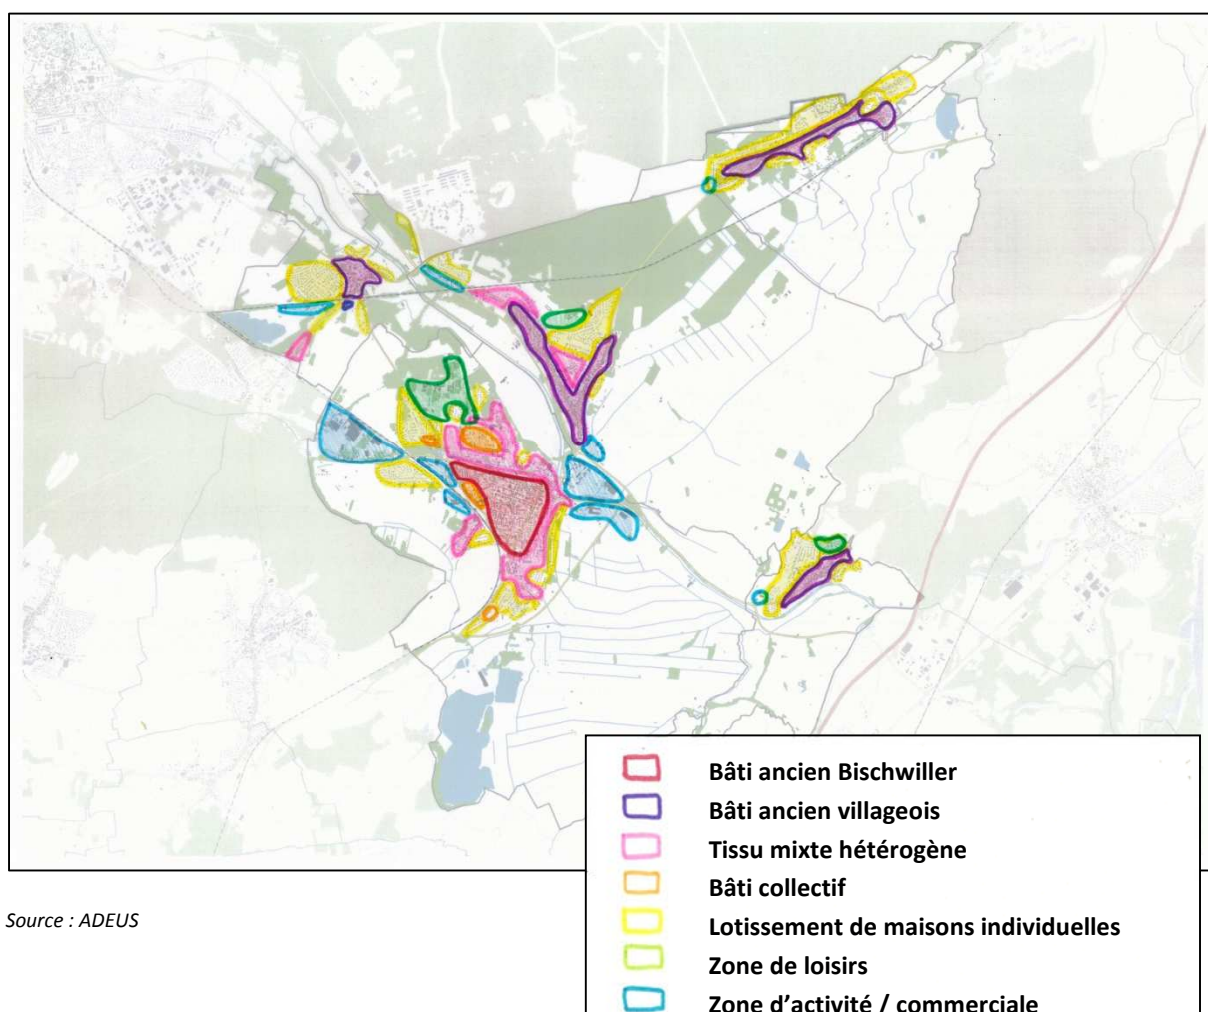 Bâti ancien Bischwiller
Bâti ancien villageois
Tissu mixte hétérogène
Bâti collectif
Lotissement de maisons individuelles
Zone de loisirs
Zone d'activité / commerciale
Source : ADEUS